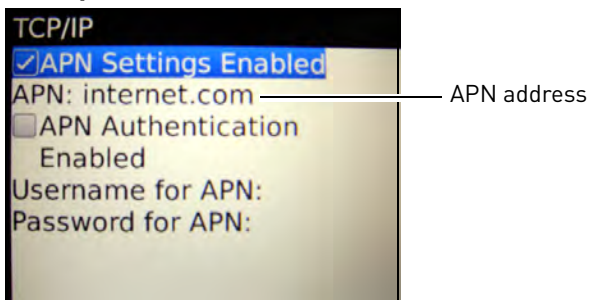 TCP/IP
APN Settings Enabled
APN: internet.com
APN address
APN Authentication
Enabled
Username for APN:
Password for APN: